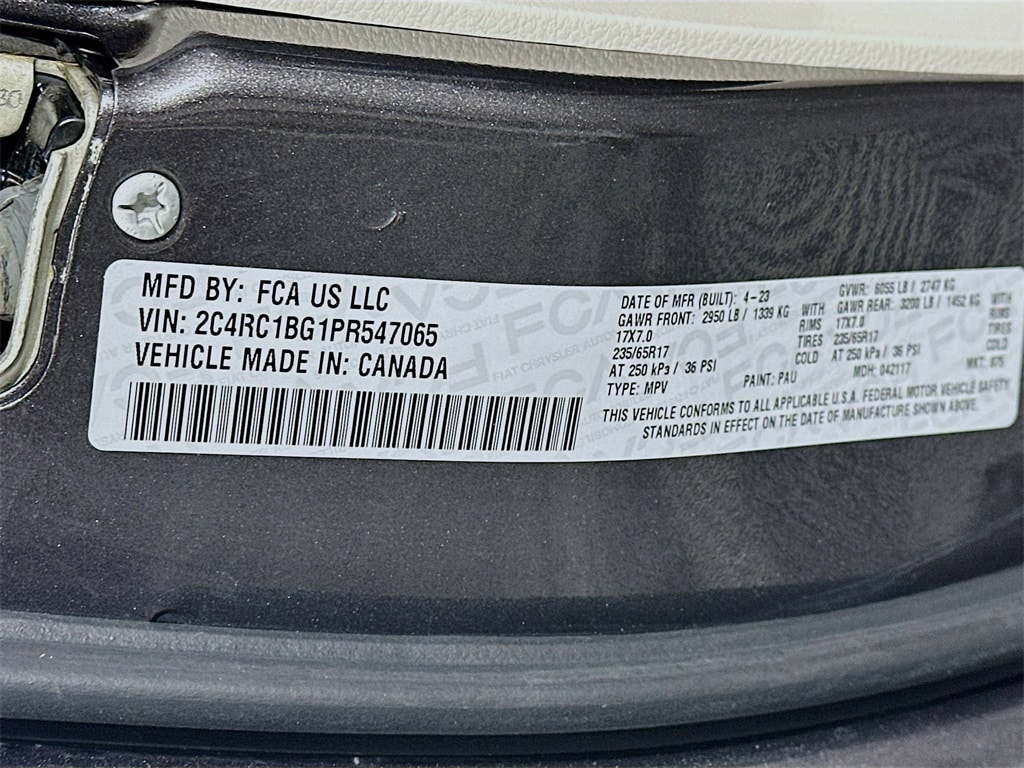 MFD BY: FCA US LLC
VIN: 2C4RC1BG1PR547065
VEHICLE MADE IN: CANADA
DATE OF MFR (BUILT): 4-23 GVWR: 6055 LB / 2747 KG
GAWR FRONT: 2950 LB / 1339 KG WITH GAWR REAR: 3200 LB / 1452 KG WITH
17X7.0 RIMS 17X7.0 RIMS
235/65R17 TIRES 235/65R17 TIRES
AT 250 kPa / 36 PSI COLD AT 250 kPa / 36 PSI COLD
TYPE: MPV PAINT: PAU MDH: 042117 MKT: 875
THIS VEHICLE CONFORMS TO ALL APPLICABLE U.S.A. FEDERAL MOTOR VEHICLE SAFETY
STANDARDS IN EFFECT ON THE DATE OF MANUFACTURE SHOWN ABOVE.